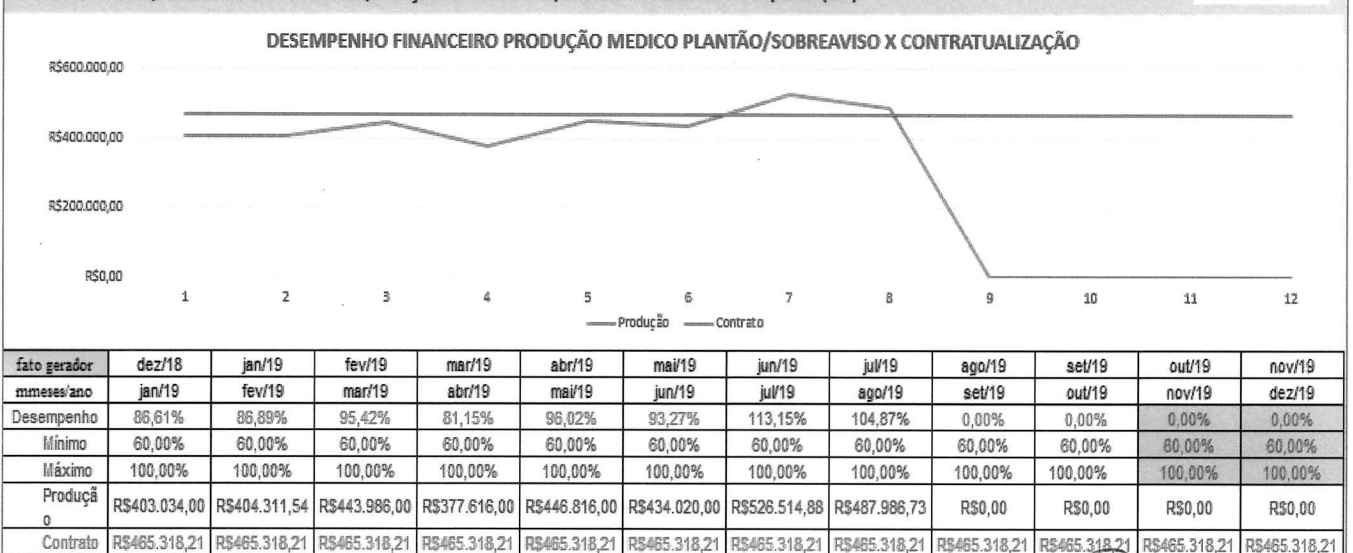 DESEMPENHO FINANCEIRO PRODUÇÃO MEDICO PLANTÃO/SOBREAVISO X CONTRATUALIZAÇÃO
R$600.000,00
R$400.000,00
R$200.000,00
R$0,00
1 2 3 4 5 6 7 8 9 10 11 12
Produção Contrato
fato gerador dez/18 jan/19 fev/19 mar/19 abr/19 mai/19 jun/19 jul/19 ago/19 set/19 out/19 nov/19
mmeses/ano jan/19 fev/19 mar/19 abr/19 mai/19 jun/19 jul/19 ago/19 set/19 out/19 nov/19 dez/19
Desempenho 86,61% 86,89% 95,42% 81,15% 96,02% 93,27% 113,15% 104,87% 0,00% 0,00% 0,00% 0,00%
Mínimo 60,00% 60,00% 60,00% 60,00% 60,00% 60,00% 60,00% 60,00% 60,00% 60,00% 60,00% 60,00%
Máximo 100,00% 100,00% 100,00% 100,00% 100,00% 100,00% 100,00% 100,00% 100,00% 100,00% 100,00% 100,00%
Produçã
o R$403.034,00 R$404.311,54 R$443.986,00 R$377.616,00 R$446.816,00 R$434.020,00 R$526.514,88 R$487.986,73 R$0,00 R$0,00 R$0,00 R$0,00
Contrato R$465.318,21 R$465.318,21 R$465.318,21 R$465.318,21 R$465.318,21 R$465.318,21 R$465.318,21 R$465.318,21 R$465.318,21 R$465.318,21 R$465.318,21 R$465.318,21